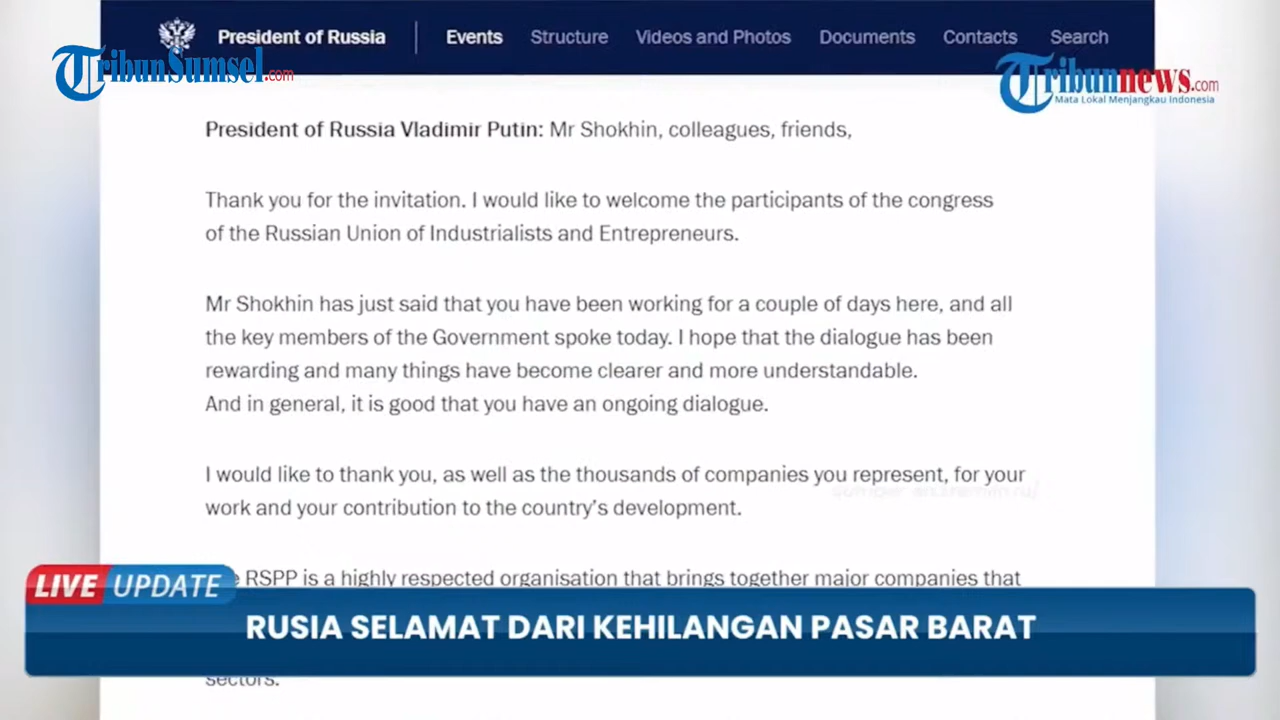 President of Russia
Events
Structure
Videos and Photos
Documents
Contacts
Search
TribunSumsel.com
Tribunnews.com
Mata Lokal Menjangkau Indonesia
President of Russia Vladimir Putin: Mr Shokhin, colleagues, friends,
Thank you for the invitation. I would like to welcome the participants of the congress
of the Russian Union of Industrialists and Entrepreneurs.
Mr Shokhin has just said that you have been working for a couple of days here, and all
the key members of the Government spoke today. I hope that the dialogue has been
rewarding and many things have become clearer and more understandable.
And in general, it is good that you have an ongoing dialogue.
I would like to thank you, as well as the thousands of companies you represent, for your
work and your contribution to the country's development.
RSPP is a highly respected organisation that brings together major companies that
LIVE UPDATE
RUSIA SELAMAT DARI KEHILANGAN PASAR BARAT
sectors.